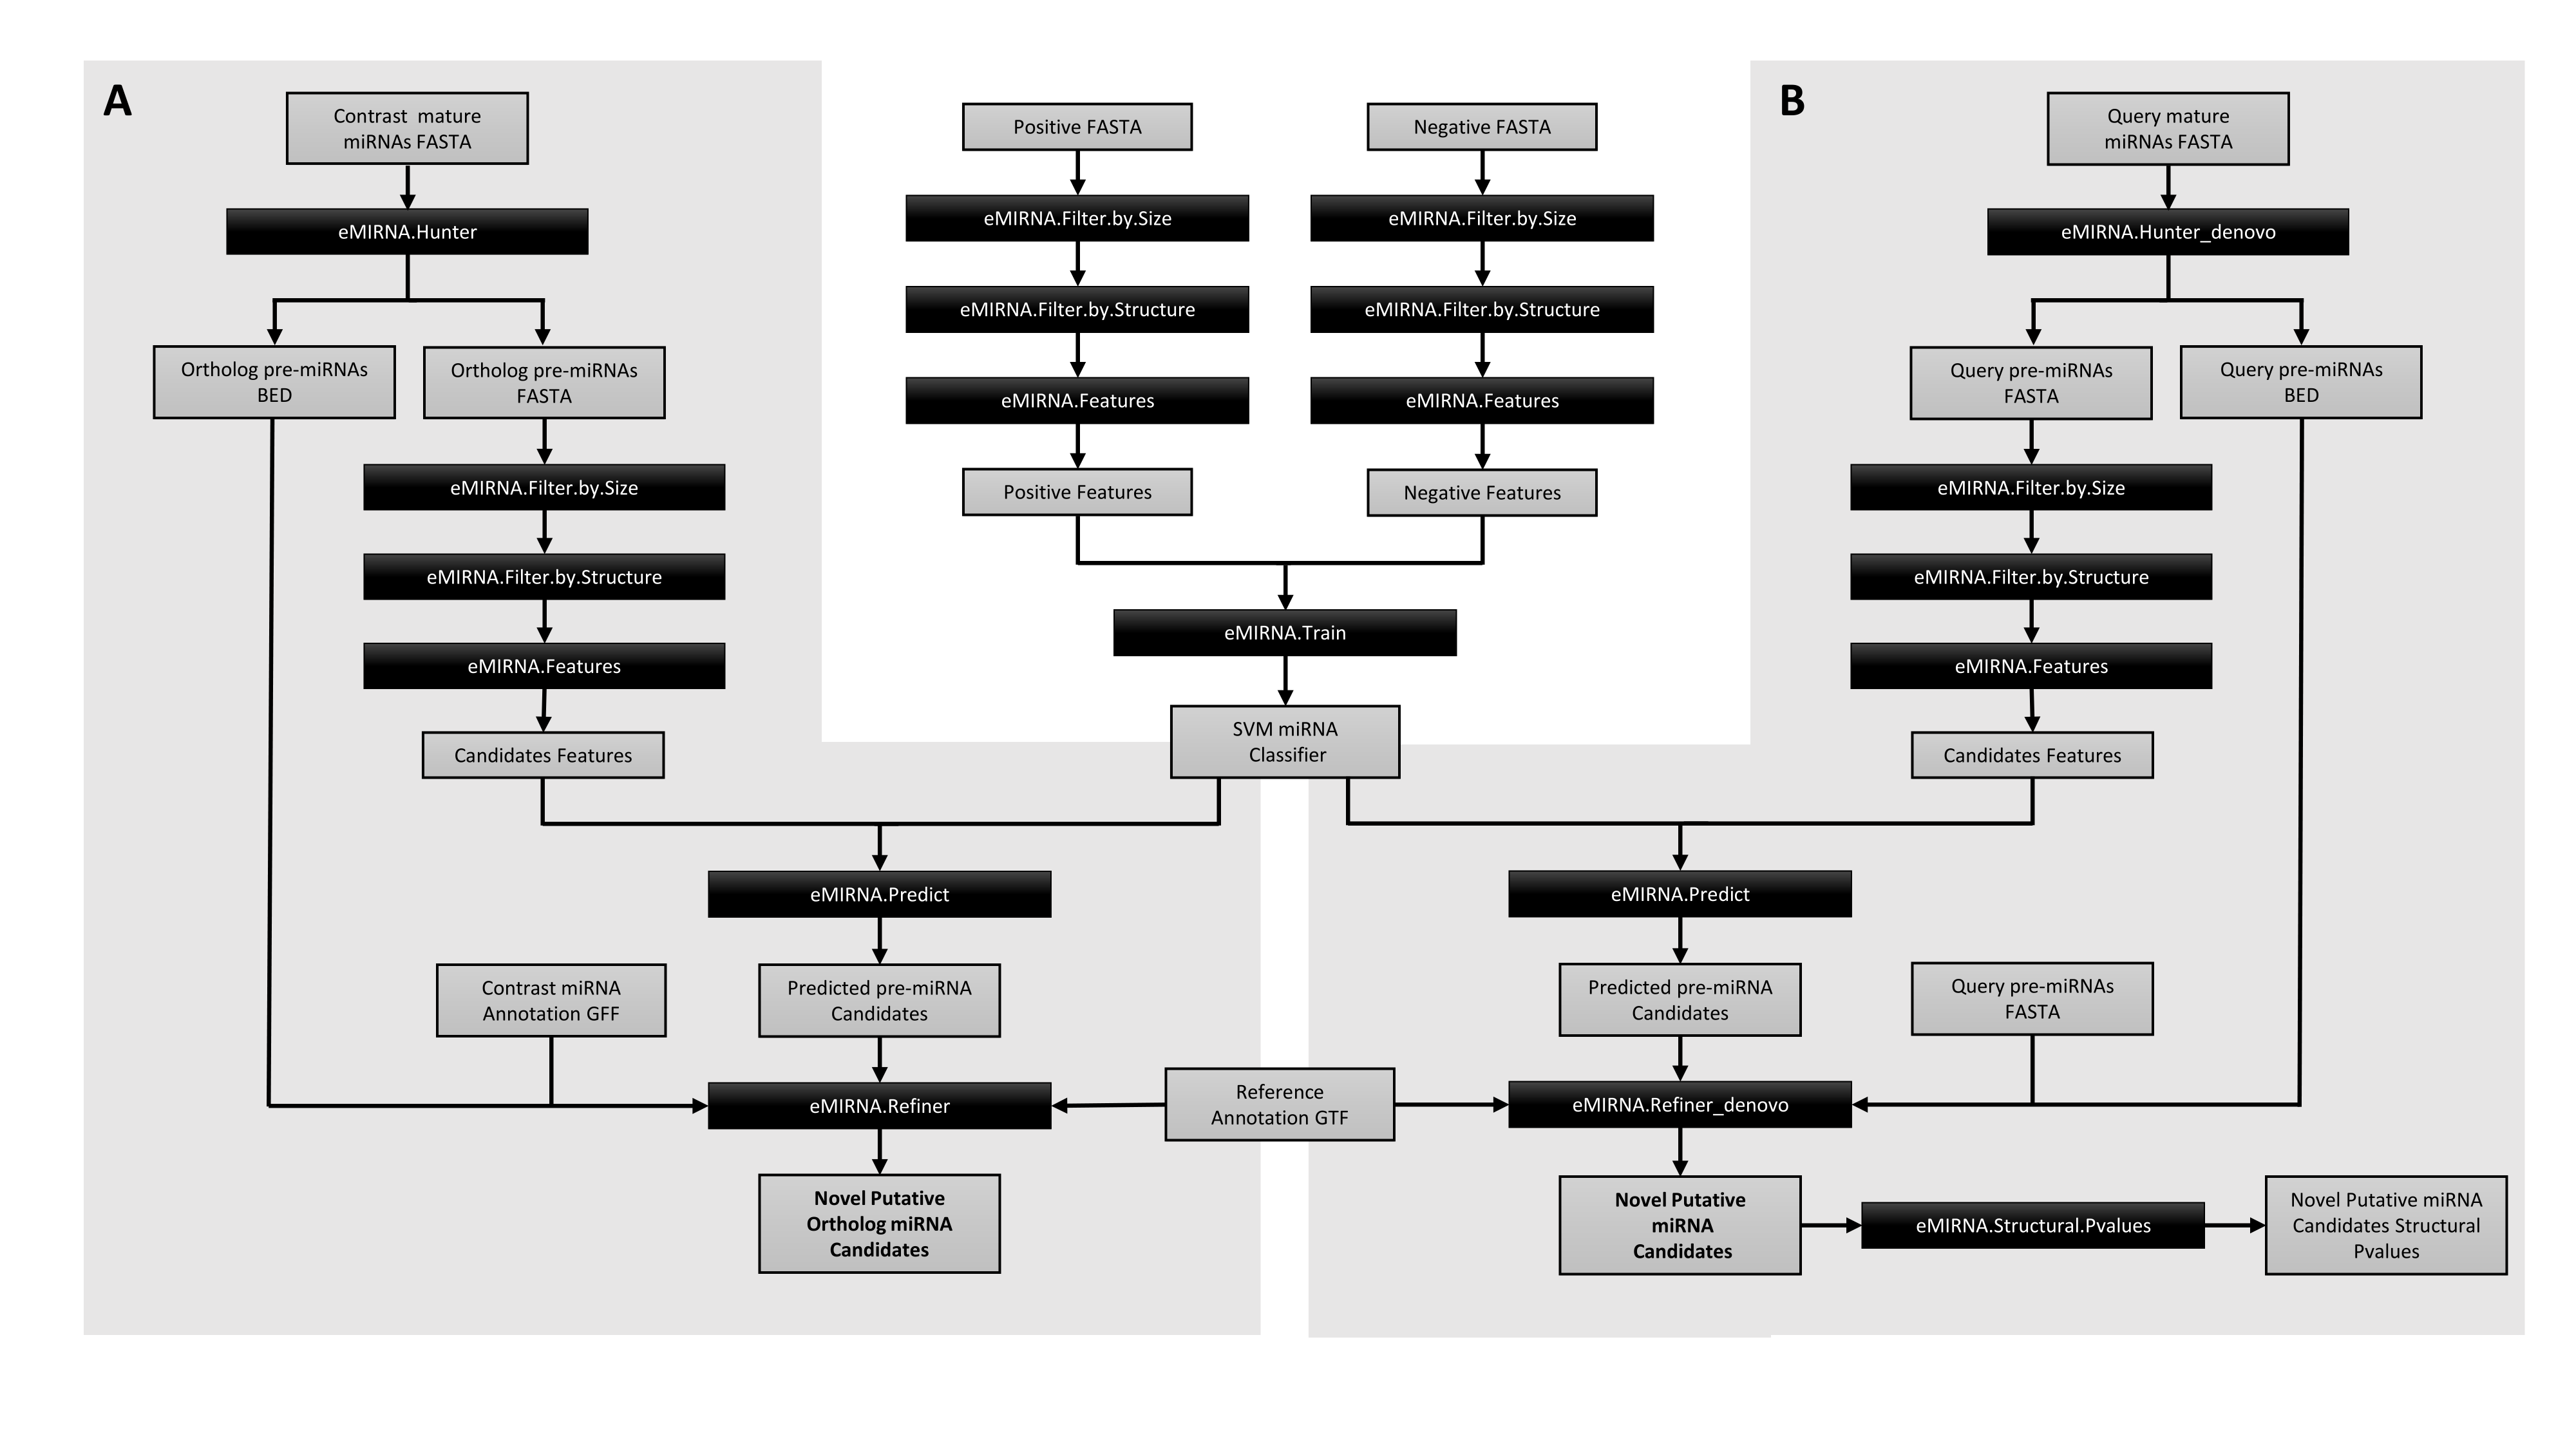 A
Contrast mature
miRNAs FASTA
eMIRNA.Hunter
Ortholog pre-miRNAs
BED
Ortholog pre-miRNAs
FASTA
eMIRNA.Filter.by.Size
eMIRNA.Filter.by.Structure
eMIRNA.Features
Candidates Features
Positive FASTA
eMIRNA.Filter.by.Size
eMIRNA.Filter.by.Structure
eMIRNA.Features
Positive Features
Negative FASTA
eMIRNA.Filter.by.Size
eMIRNA.Filter.by.Structure
eMIRNA.Features
Negative Features
eMIRNA.Train
SVM miRNA
Classifier
B
Query mature
miRNAs FASTA
eMIRNA.Hunter_denovo
Query pre-miRNAs
FASTA
Query pre-miRNAs
BED
eMIRNA.Filter.by.Size
eMIRNA.Filter.by.Structure
eMIRNA.Features
Candidates Features
eMIRNA.Predict
Contrast miRNA
Annotation GFF
Predicted pre-miRNA
Candidates
eMIRNA.Refiner
Novel Putative
Ortholog miRNA
Candidates
Reference
Annotation GTF
eMIRNA.Predict
Predicted pre-miRNA
Candidates
Query pre-miRNAs
FASTA
eMIRNA.Refiner_denovo
Novel Putative
miRNA
Candidates
eMIRNA.Structural.Pvalues
Novel Putative miRNA
Candidates Structural
Pvalues